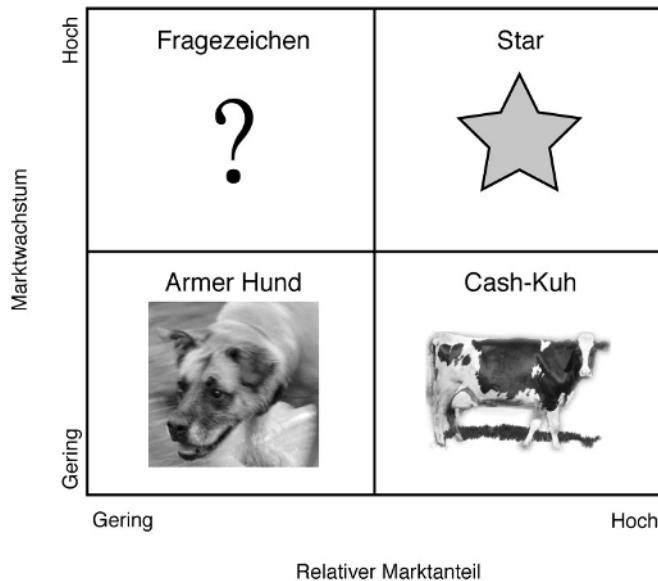 Hoch
Fragezeichen
Star
?
Marktwachstum
Armer Hund
Cash-Kuh
Gering
Gering
Hoch
Relativer Marktanteil